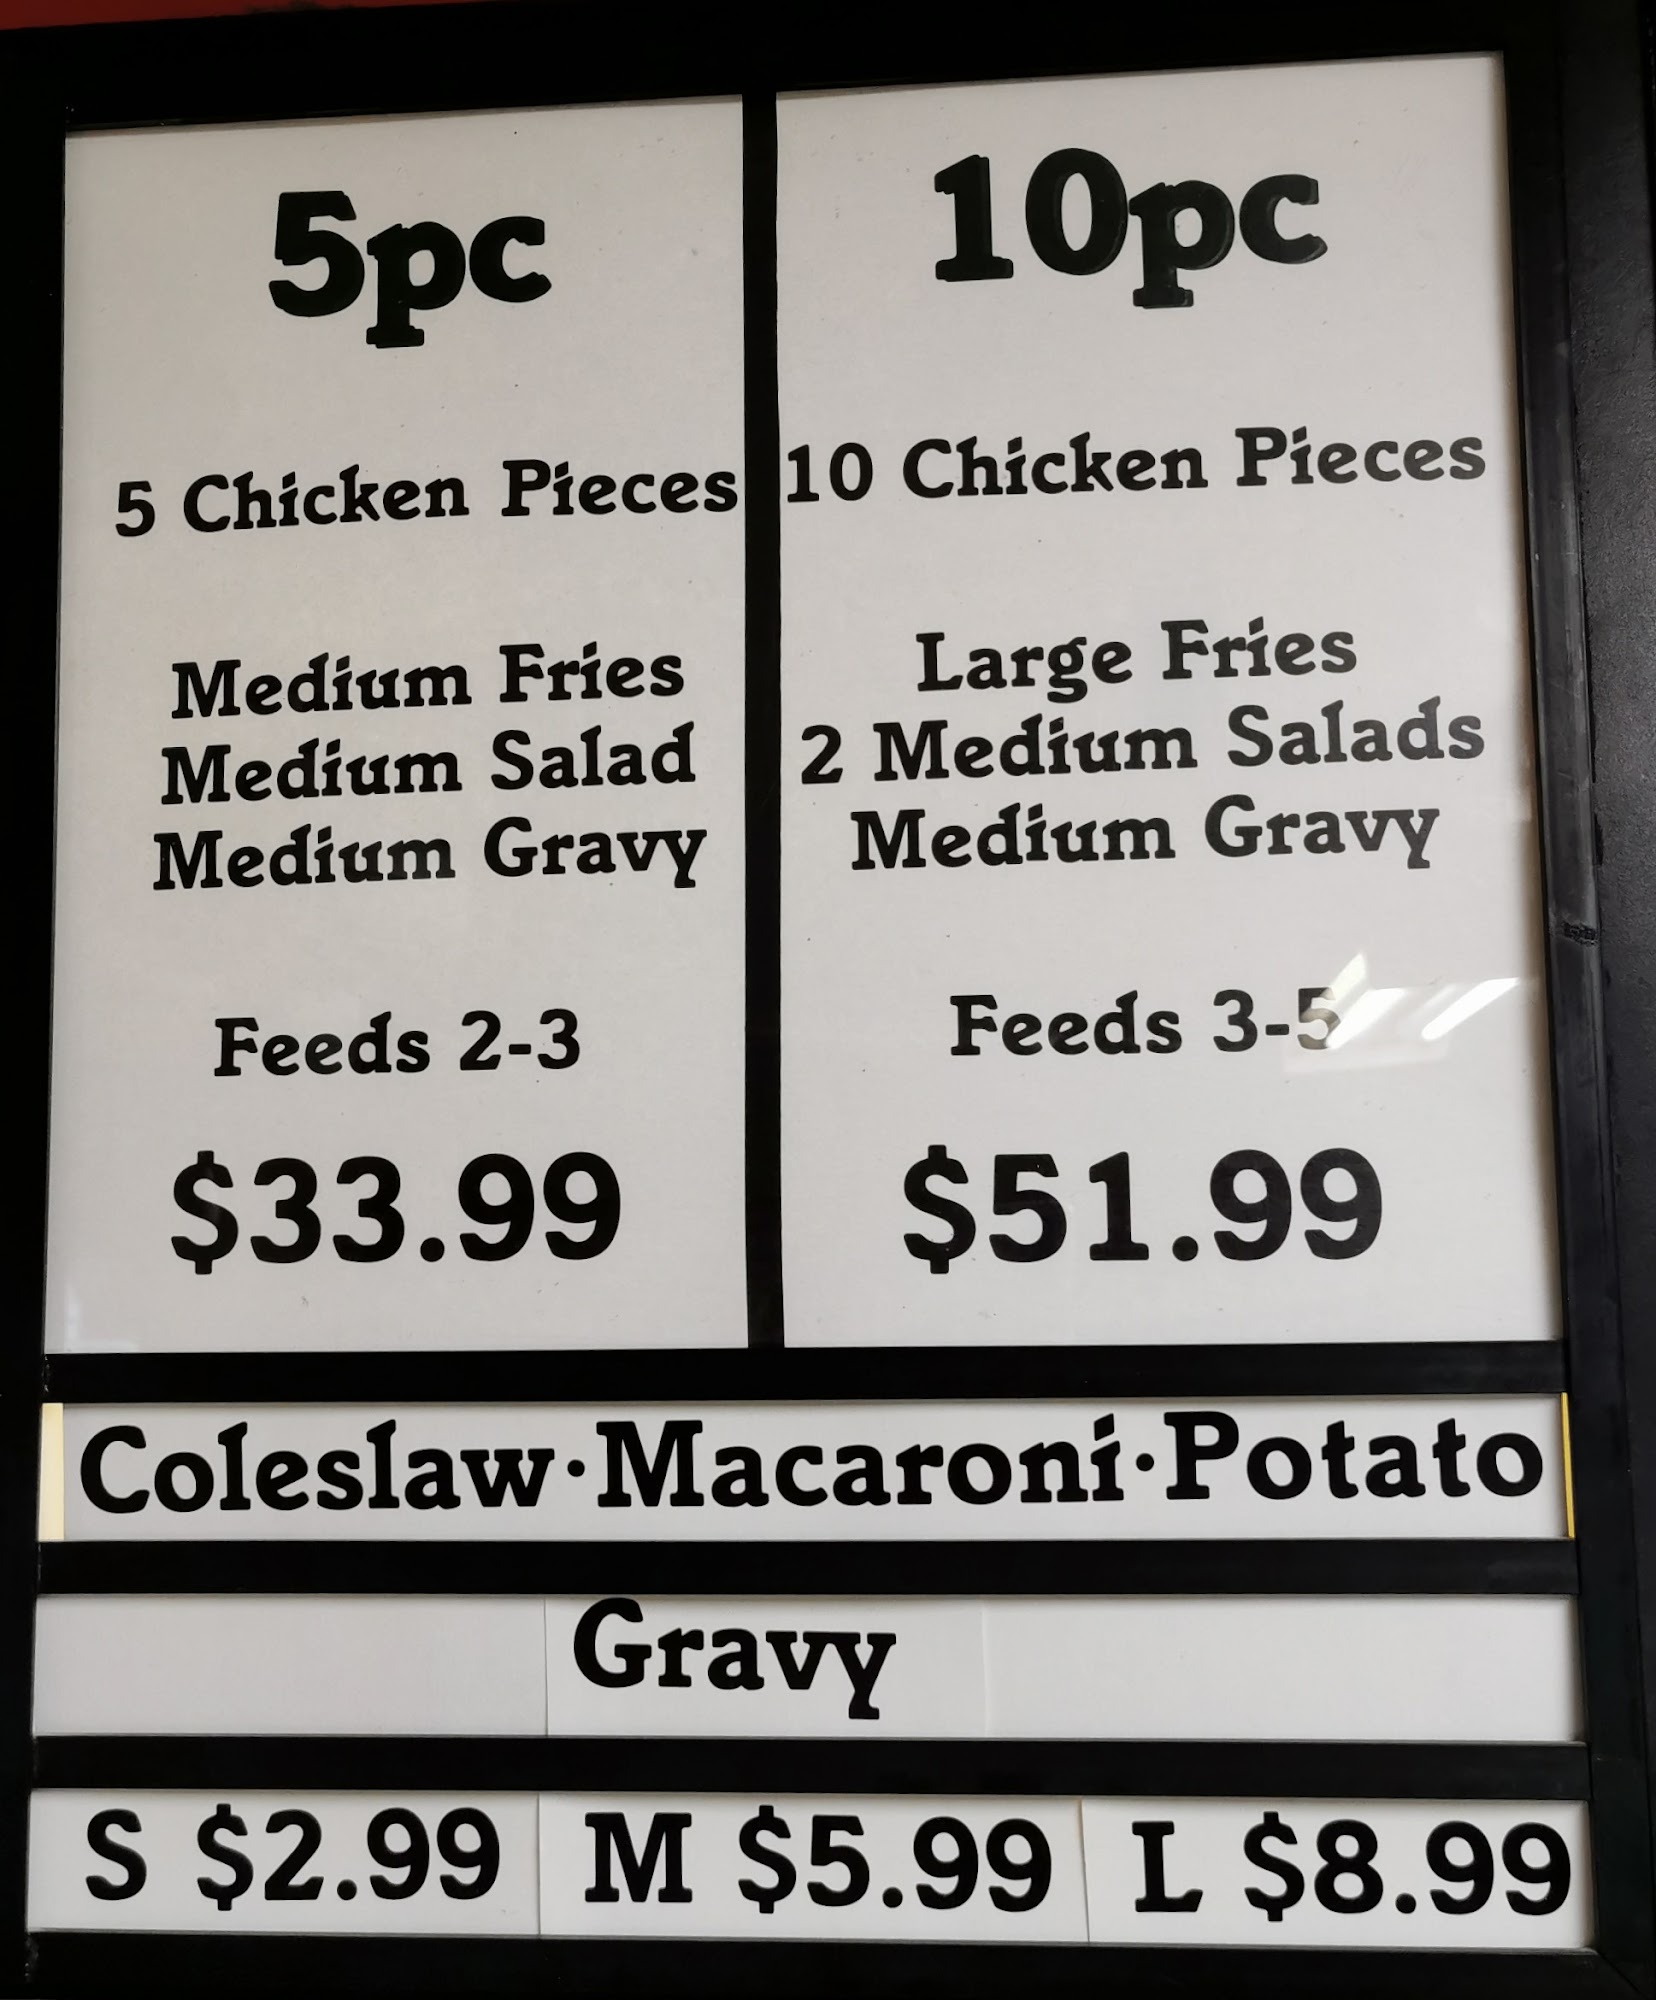 5pc
5 Chicken Pieces
Medium Fries
Medium Salad
Medium Gravy
Feeds 2-3
$33.99
10pc
10 Chicken Pieces
Large Fries
2 Medium Salads
Medium Gravy
Feeds 3-5
$51.99
Coleslaw·Macaroni·Potato
Gravy
S $2.99 M $5.99 L $8.99